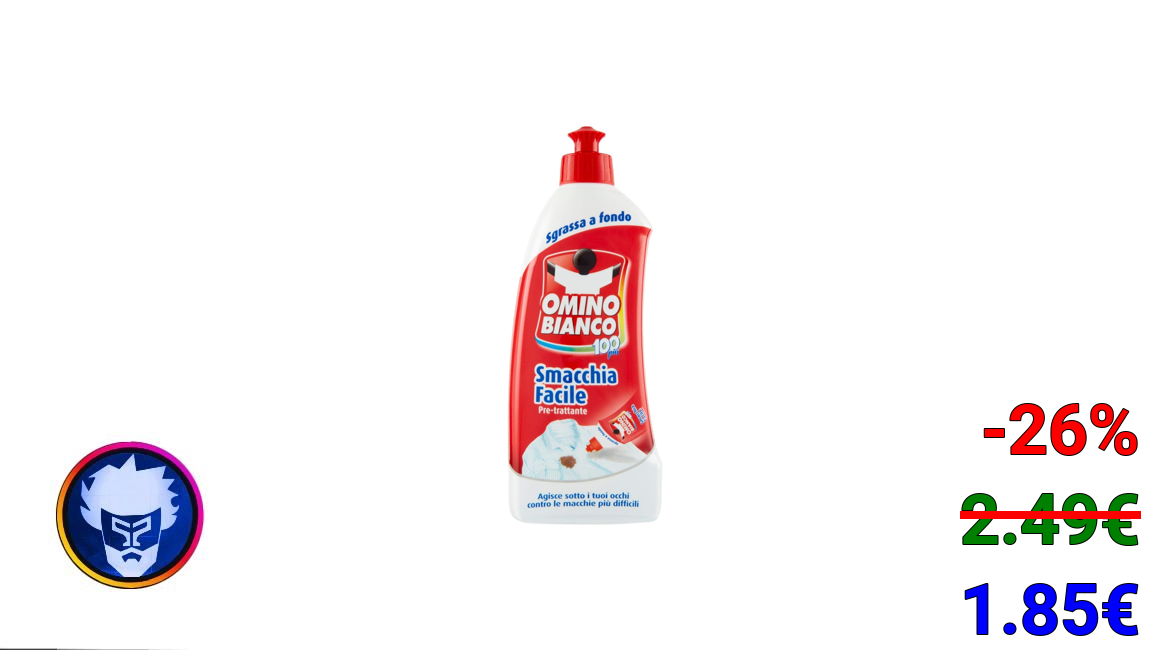 Sgrassa a fondo
OMINO
BIANCO
100
più
Smacchia
Facile
Pre-trattante
Agisce sotto i tuoi occhi
contro le macchie più difficili
-26%
2.49€
1.85€